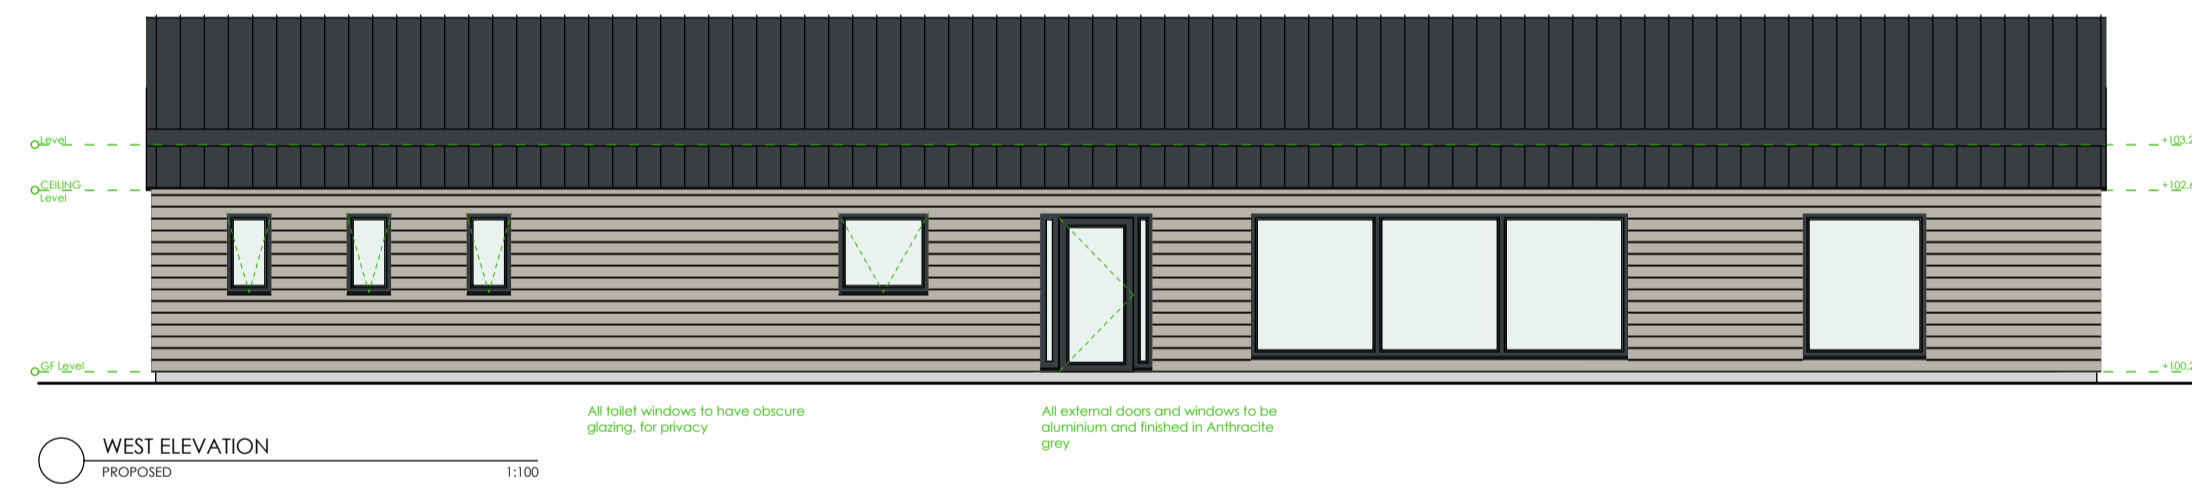 Level
+103.2
CEILING
Level
+102.6
GF Level
+100.2
All toilet windows to have obscure
glazing, for privacy
All external doors and windows to be
aluminium and finished in Anthracite
grey
WEST ELEVATION
PROPOSED
1:100